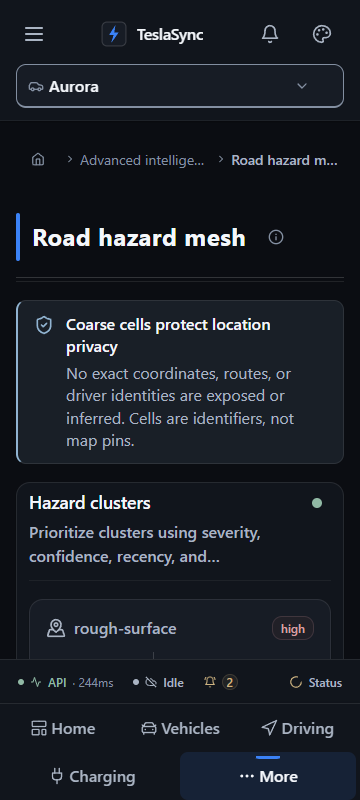 TeslaSync
Aurora
Advanced intellige... Road hazard m...
Road hazard mesh
Coarse cells protect location
privacy
No exact coordinates, routes, or
driver identities are exposed or
inferred. Cells are identifiers, not
map pins.
Hazard clusters
Prioritize clusters using severity,
confidence, recency, and...
rough-surface high
API · 244ms Idle 2 Status
Home Vehicles Driving
Charging More